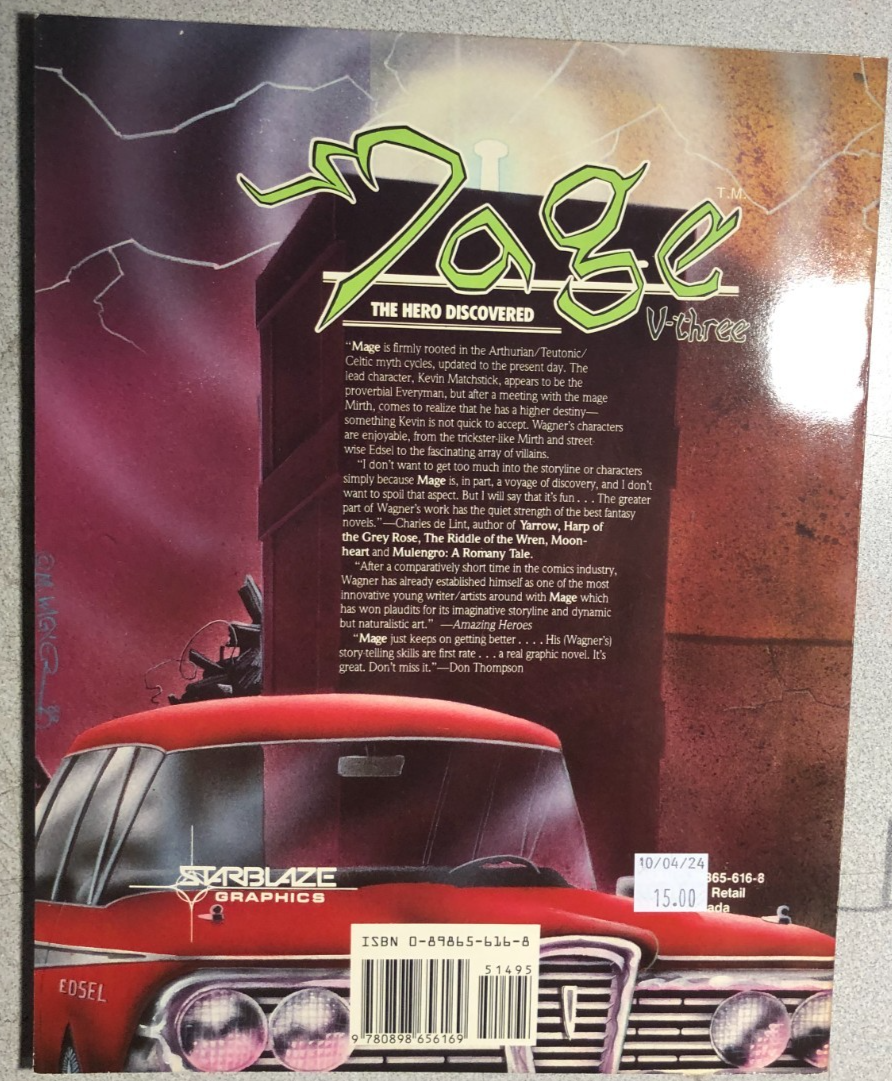 Mage
T.M.
THE HERO DISCOVERED
V-three
“Mage is firmly rooted in the Arthurian/Teutonic/
Celtic myth cycles, updated to the present day. The
lead character, Kevin Matchstick, appears to be the
proverbial Everyman, but after a meeting with the mage
Mirth, comes to realize that he has a higher destiny—
something Kevin is not quick to accept. Wagner's characters
are enjoyable, from the trickster-like Mirth and street-
wise Edsel to the fascinating array of villains.
“I don't want to get too much into the storyline or characters
simply because Mage is, in part, a voyage of discovery, and I don't
want to spoil that aspect. But I will say that it's fun . . . The greater
part of Wagner's work has the quiet strength of the best fantasy
novels.”—Charles de Lint, author of Yarrow, Harp of
the Grey Rose, The Riddle of the Wren, Moon-
heart and Mulengro: A Romany Tale.
“After a comparatively short time in the comics industry,
Wagner has already established himself as one of the most
innovative young writer/artists around with Mage which
has won plaudits for its imaginative storyline and dynamic
but naturalistic art.” —Amazing Heroes
“Mage just keeps on getting better . . . . His (Wagner's)
story-telling skills are first rate . . . a real graphic novel. It's
great. Don't miss it.”—Don Thompson
STARBLAZE
GRAPHICS
10/04/24
15.00
865-616-8
Retail
ada
ISBN 0-89865-616-8
51495
9 780898 656169
EDSEL